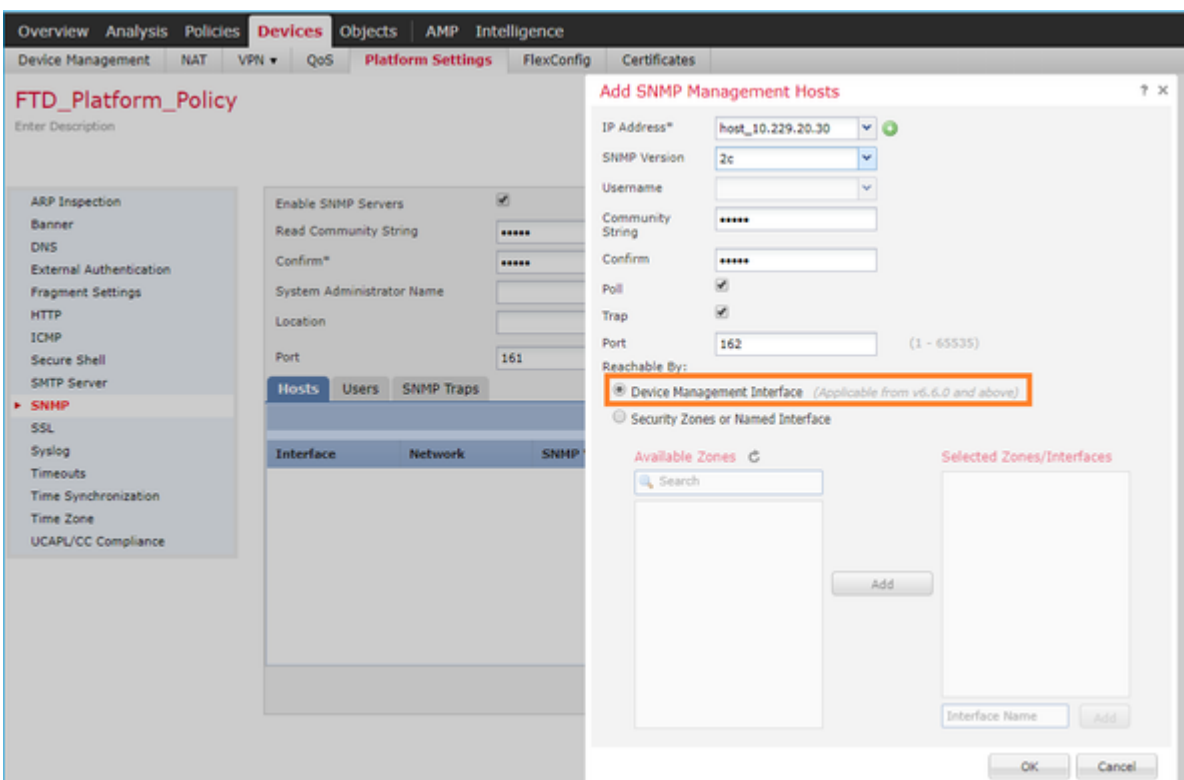 Overview Analysis Policies Devices Objects AMP Intelligence
Device Management NAT VPN ▾ QoS Platform Settings FlexConfig Certificates
FTD_Platform_Policy
Enter Description
ARP Inspection
Banner
DNS
External Authentication
Fragment Settings
HTTP
ICMP
Secure Shell
SMTP Server
SNMP
SSL
Syslog
Timeouts
Time Synchronization
Time Zone
UCAPL/CC Compliance
Enable SNMP Servers
Read Community String •••••
Confirm* •••••
System Administrator Name
Location
Port 161
Hosts Users SNMP Traps
Interface Network SNMP
Add SNMP Management Hosts ? ×
IP Address* host_10.229.20.30
SNMP Version 2c
Username
Community
String •••••
Confirm •••••
Poll
Trap
Port 162 (1 - 65535)
Reachable By:
Device Management Interface (Applicable from v6.6.0 and above)
Security Zones or Named Interface
Available Zones Selected Zones/Interfaces
Search
Add
Interface Name Add
OK Cancel